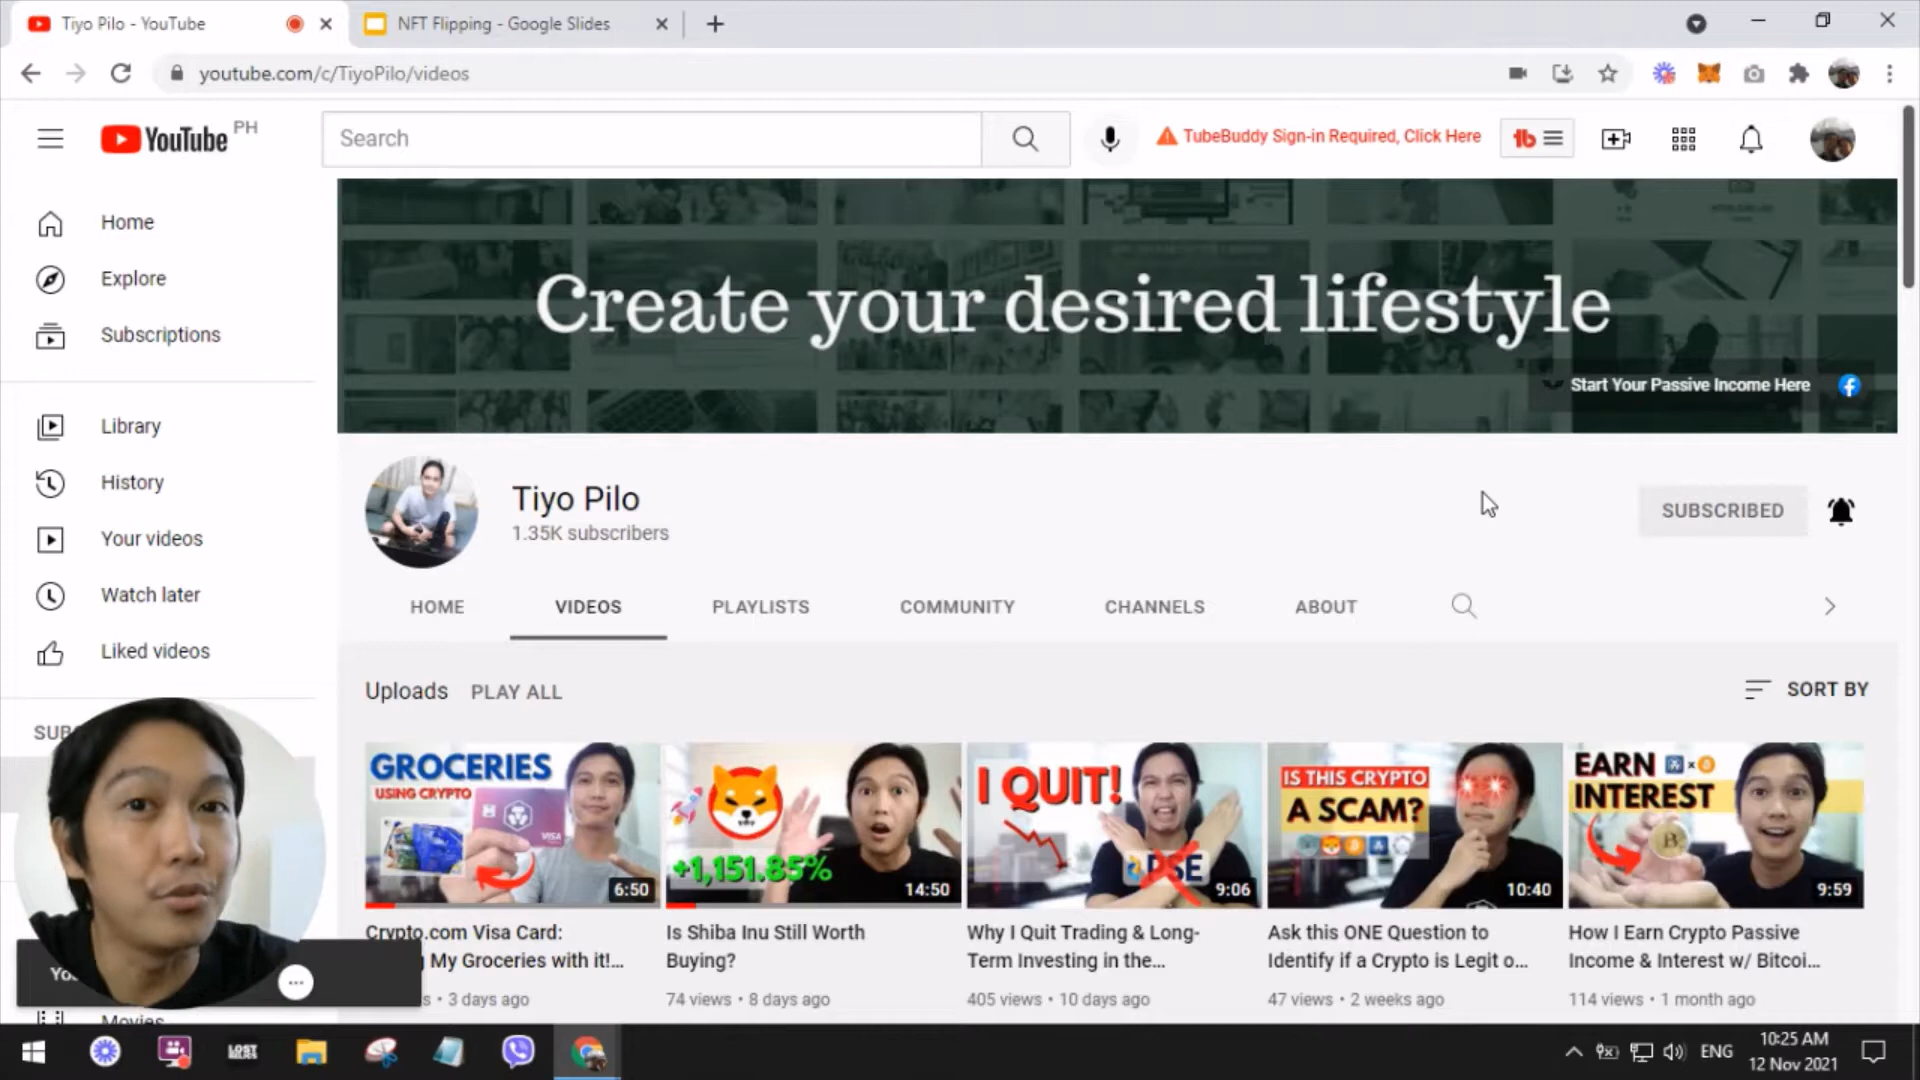 Tiyo Pilo - YouTube
NFT Flipping - Google Slides
youtube.com/c/TiyoPilo/videos
YouTube PH
Search
TubeBuddy Sign-in Required, Click Here
Home
Explore
Subscriptions
Library
History
Your videos
Watch later
Liked videos
Movies
Create your desired lifestyle
Start Your Passive Income Here
Tiyo Pilo
1.35K subscribers
SUBSCRIBED
HOME
VIDEOS
PLAYLISTS
COMMUNITY
CHANNELS
ABOUT
Uploads
PLAY ALL
SORT BY
GROCERIES
USING CRYPTO
VISA
6:50
+1,151.85%
14:50
I QUIT!
PSE
9:06
IS THIS CRYPTO
A SCAM?
10:40
EARN
INTEREST
9:59
Crypto.com Visa Card:
My Groceries with it!...
3 days ago
Is Shiba Inu Still Worth
Buying?
74 views • 8 days ago
Why I Quit Trading & Long-
Term Investing in the...
405 views • 10 days ago
Ask this ONE Question to
Identify if a Crypto is Legit o...
47 views • 2 weeks ago
How I Earn Crypto Passive
Income & Interest w/ Bitcoi...
114 views • 1 month ago
LOST
ENG
10:25 AM
12 Nov 2021